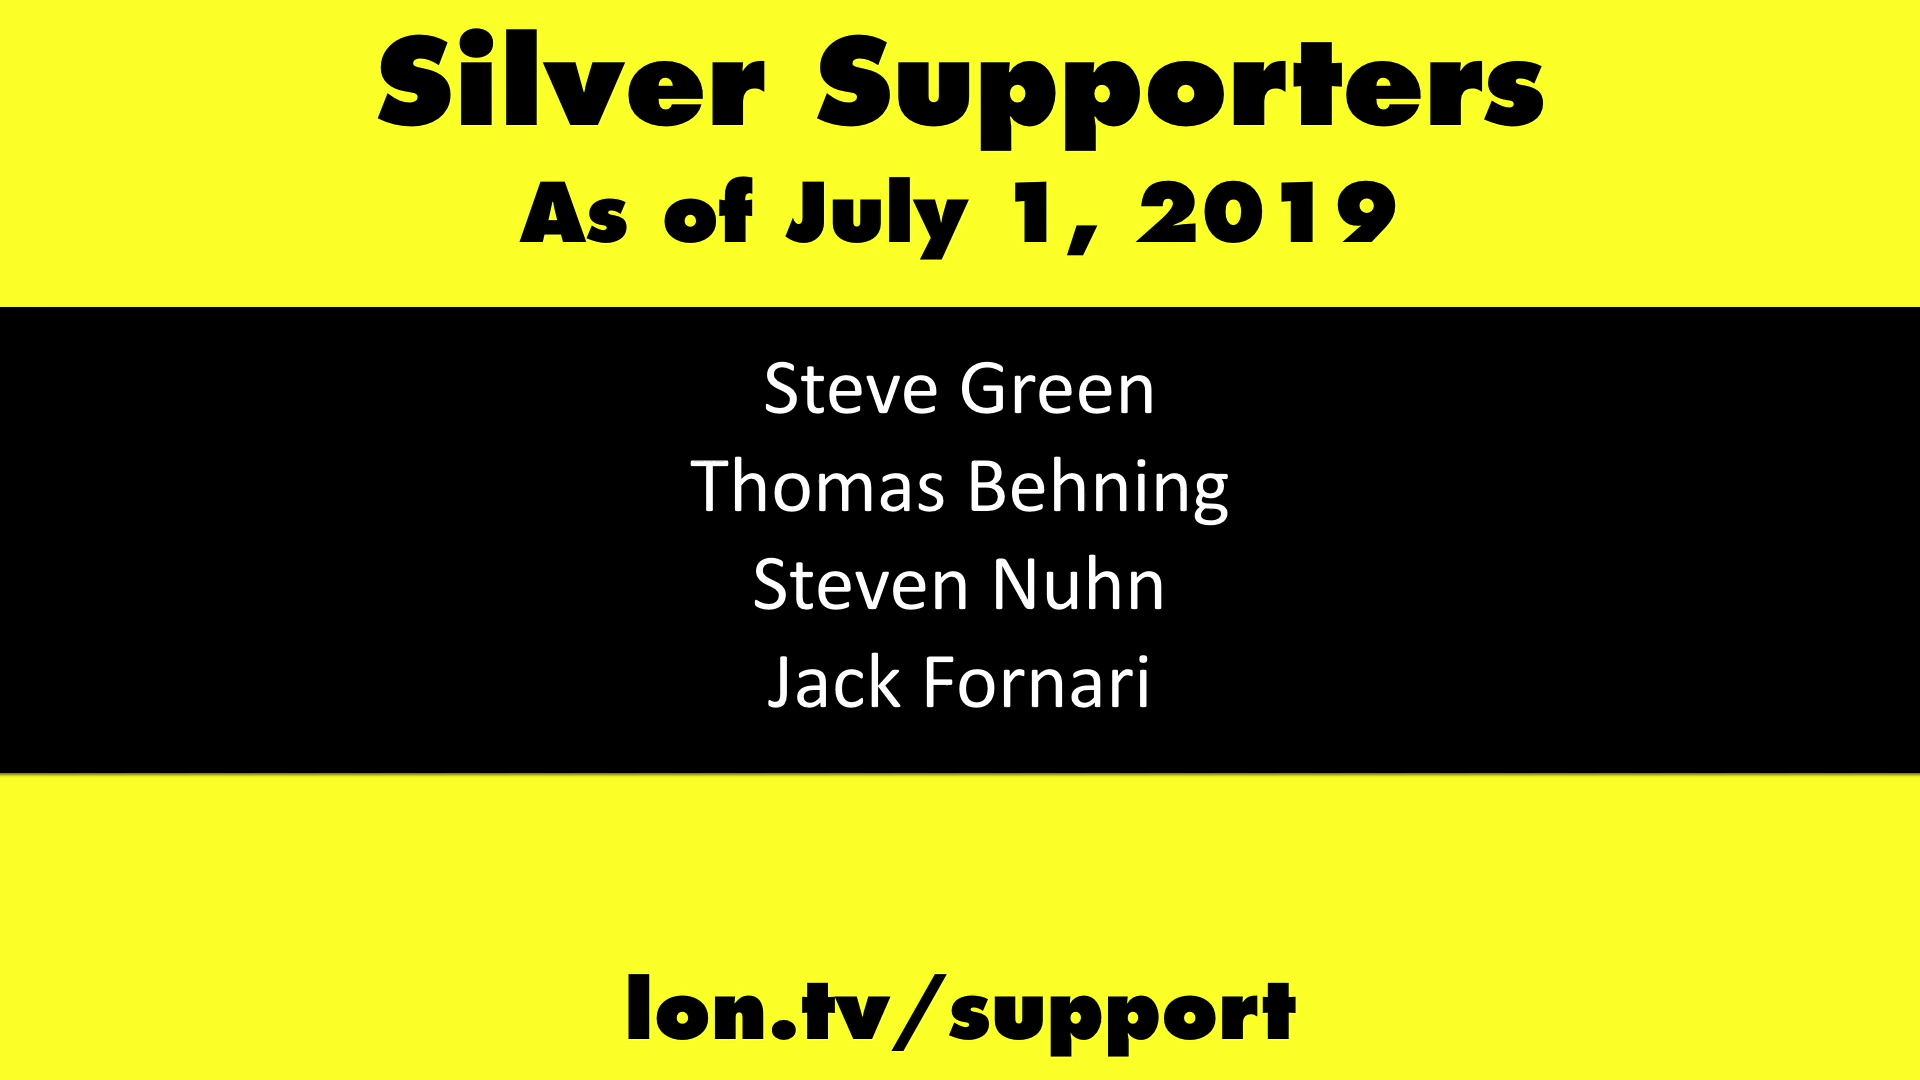 Silver Supporters
As of July 1, 2019
Steve Green
Thomas Behning
Steven Nuhn
Jack Fornari
lon.tv/support